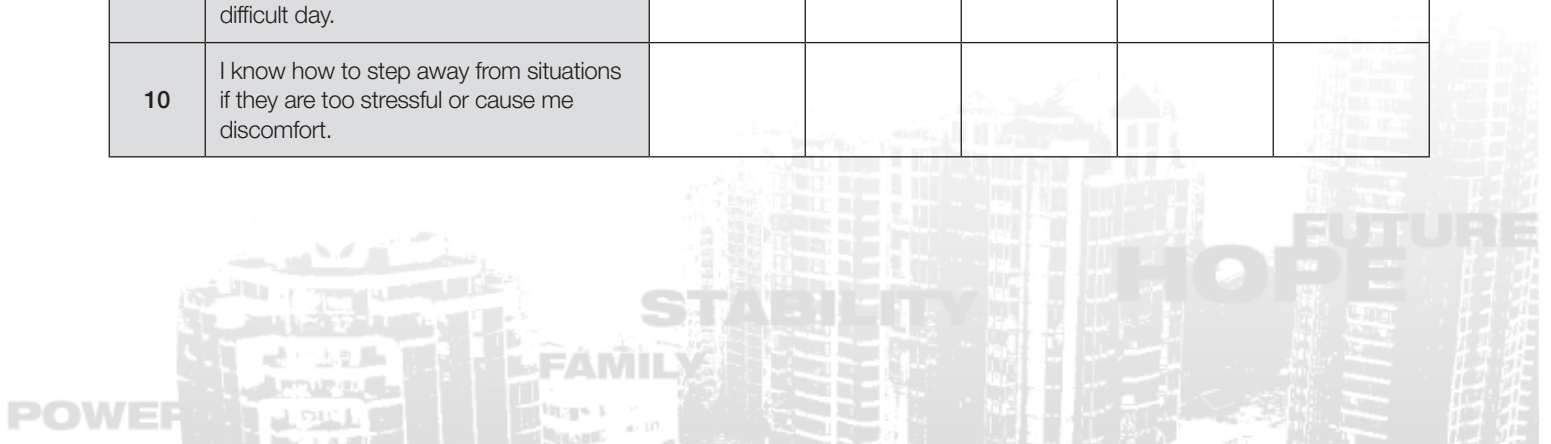 difficult day.
10
I know how to step away from situations
if they are too stressful or cause me
discomfort.
FUTURE
HOPE
STABILITY
FAMILY
POWER